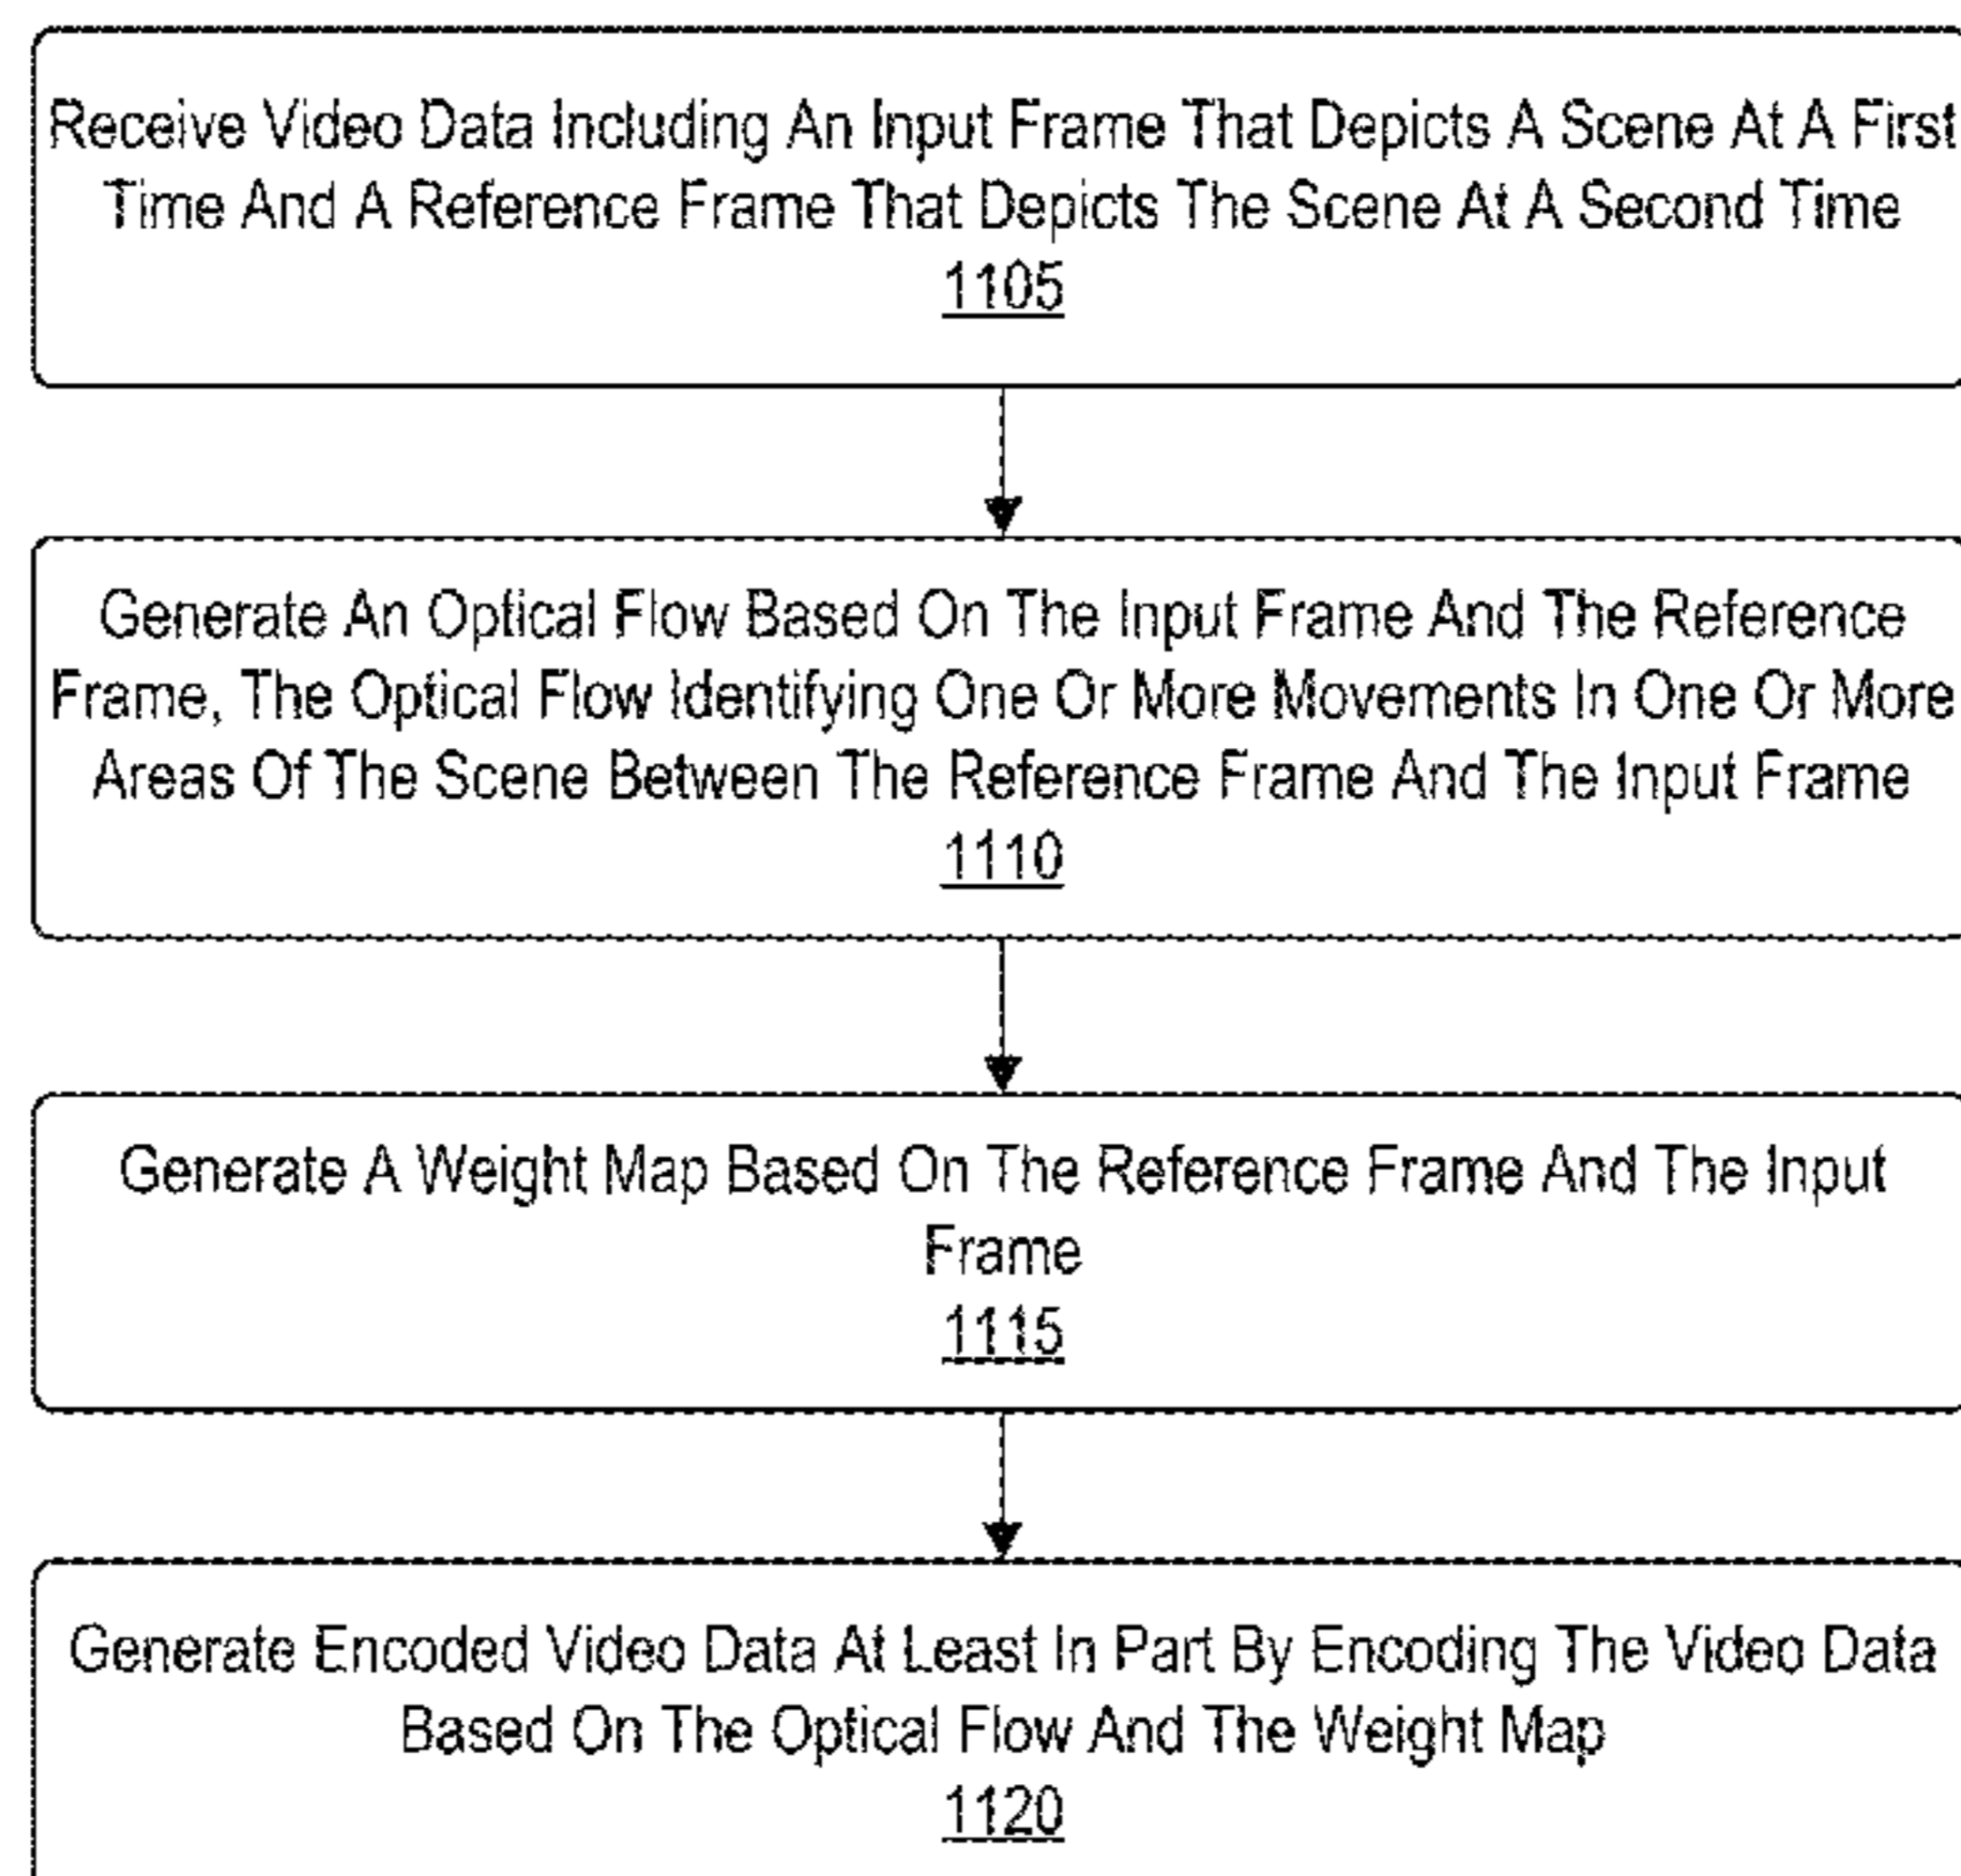 Receive Video Data Including An Input Frame That Depicts A Scene At A First
Time And A Reference Frame That Depicts The Scene At A Second Time
1105
Generate An Optical Flow Based On The Input Frame And The Reference
Frame, The Optical Flow Identifying One Or More Movements In One Or More
Areas Of The Scene Between The Reference Frame And The Input Frame
1110
Generate A Weight Map Based On The Reference Frame And The Input
Frame
1115
Generate Encoded Video Data At Least In Part By Encoding The Video Data
Based On The Optical Flow And The Weight Map
1120